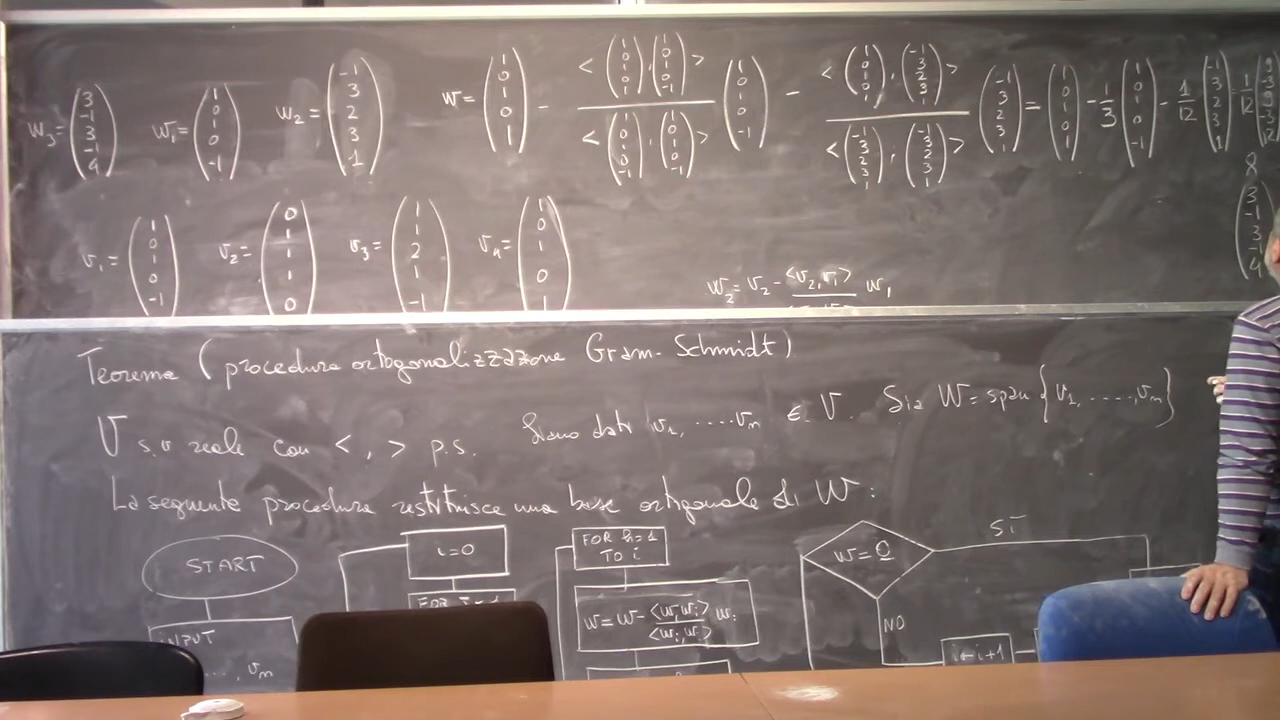 w₃ = (3, -1, 3, -1, 4) w₁ = (1, 0, 1, 0, -1) w₂ = (-1, 3, 2, 3, 1) w = (1, 0, 1, 0, 1) - <(1, 0, 1, 0, 1), (1, 0, 1, 0, -1)> / <(1, 0, 1, 0, -1), (1, 0, 1, 0, -1)> (1, 0, 1, 0, -1) - <(1, 0, 1, 0, 1), (-1, 3, 2, 3, 1)> / <(-1, 3, 2, 3, 1), (-1, 3, 2, 3, 1)> (-1, 3, 2, 3, 1) = (1, 0, 1, 0, 1) - 1/3 (1, 0, 1, 0, -1) - 1/12 (-1, 3, 2, 3, 1) = 1/12
(3, -1, 3, -1, 4)
v₁ = (1, 0, 1, 0, -1) v₂ = (0, 1, 1, 1, 0) v₃ = (1, 1, 2, 1, -1) v₄ = (1, 0, 1, 0, 1)
w₂ = v₂ - <v₂, v₁> w₁
Teorema (procedura ortogonalizzazione Gram-Schmidt)
V s.v reale con < , > p.s. Siano dati v₁, ..... vₙ ∈ V. Sia W = span {v₁, ....., vₙ}
La seguente procedura restituisce una base ortogonale di W:
START
INPUT
..., vₙ
i=0
FOR
FOR h=1 TO i
w = w - <w, wᵢ> / <wᵢ, wᵢ> wᵢ
w = 0
SI
NO
i←i+1